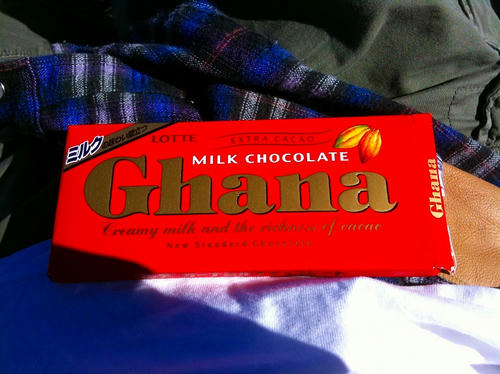 ミルク
LOTTE
EXTRA CACAO
MILK CHOCOLATE
Ghana
Creamy milk and the richness of cacao
New Standard Chocolate
Ghana